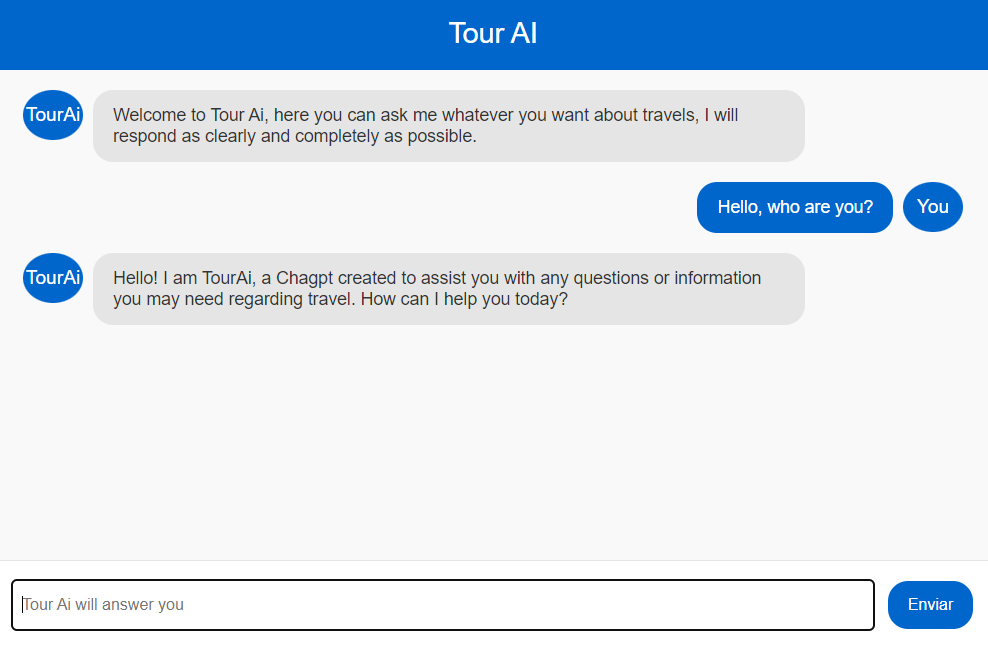 Tour AI
TourAi
Welcome to Tour Ai, here you can ask me whatever you want about travels, I will
respond as clearly and completely as possible.
Hello, who are you?
You
TourAi
Hello! I am TourAi, a Chagpt created to assist you with any questions or information
you may need regarding travel. How can I help you today?
Tour Ai will answer you
Enviar